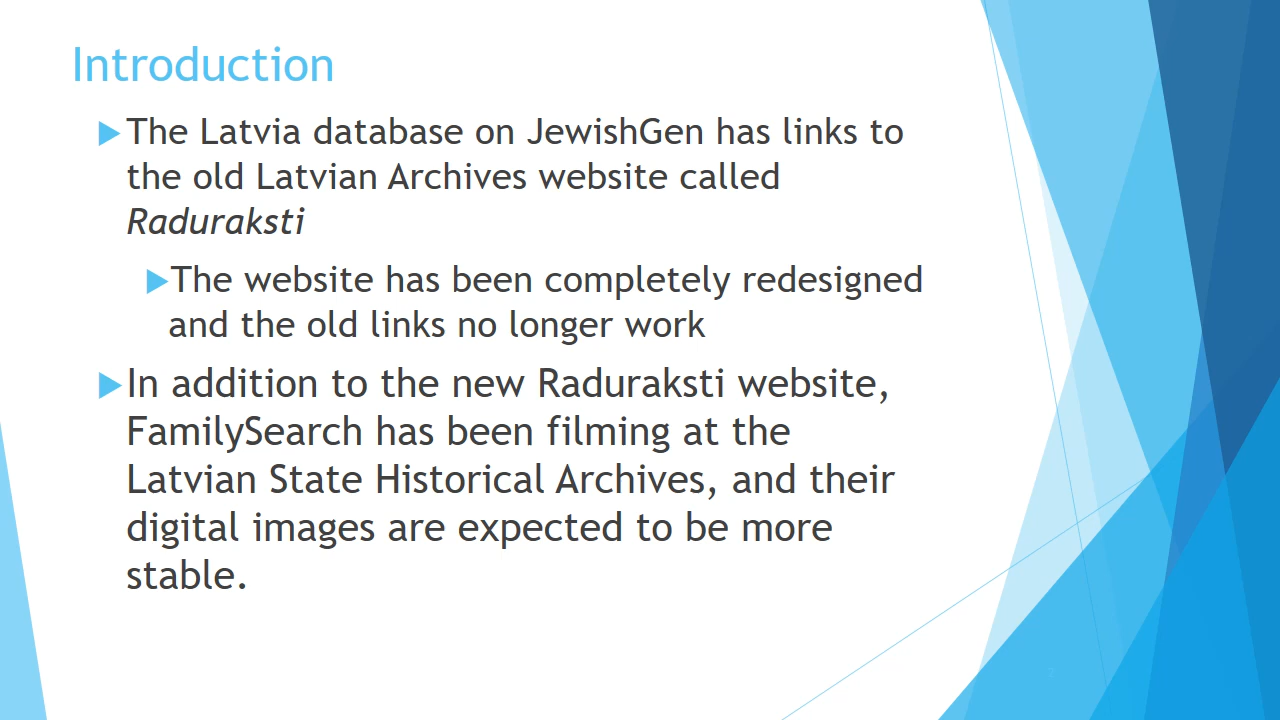 Introduction
The Latvia database on JewishGen has links to
the old Latvian Archives website called
Raduraksti
The website has been completely redesigned
and the old links no longer work
In addition to the new Raduraksti website,
FamilySearch has been filming at the
Latvian State Historical Archives, and their
digital images are expected to be more
stable.